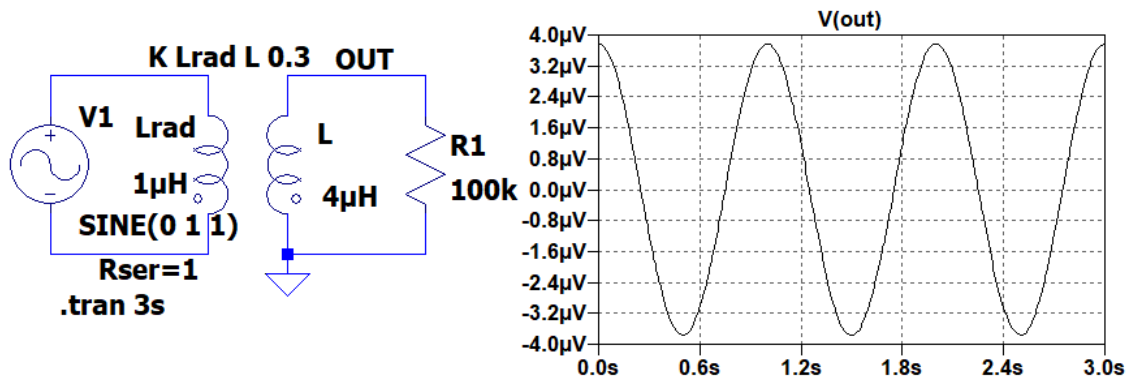 K Lrad L 0.3
OUT
V1
Lrad
L
R1
1µH
4µH
100k
SINE(0 1 1)
Rser=1
.tran 3s
V(out)
4.0µV
3.2µV
2.4µV
1.6µV
0.8µV
0.0µV
-0.8µV
-1.6µV
-2.4µV
-3.2µV
-4.0µV
0.0s
0.6s
1.2s
1.8s
2.4s
3.0s